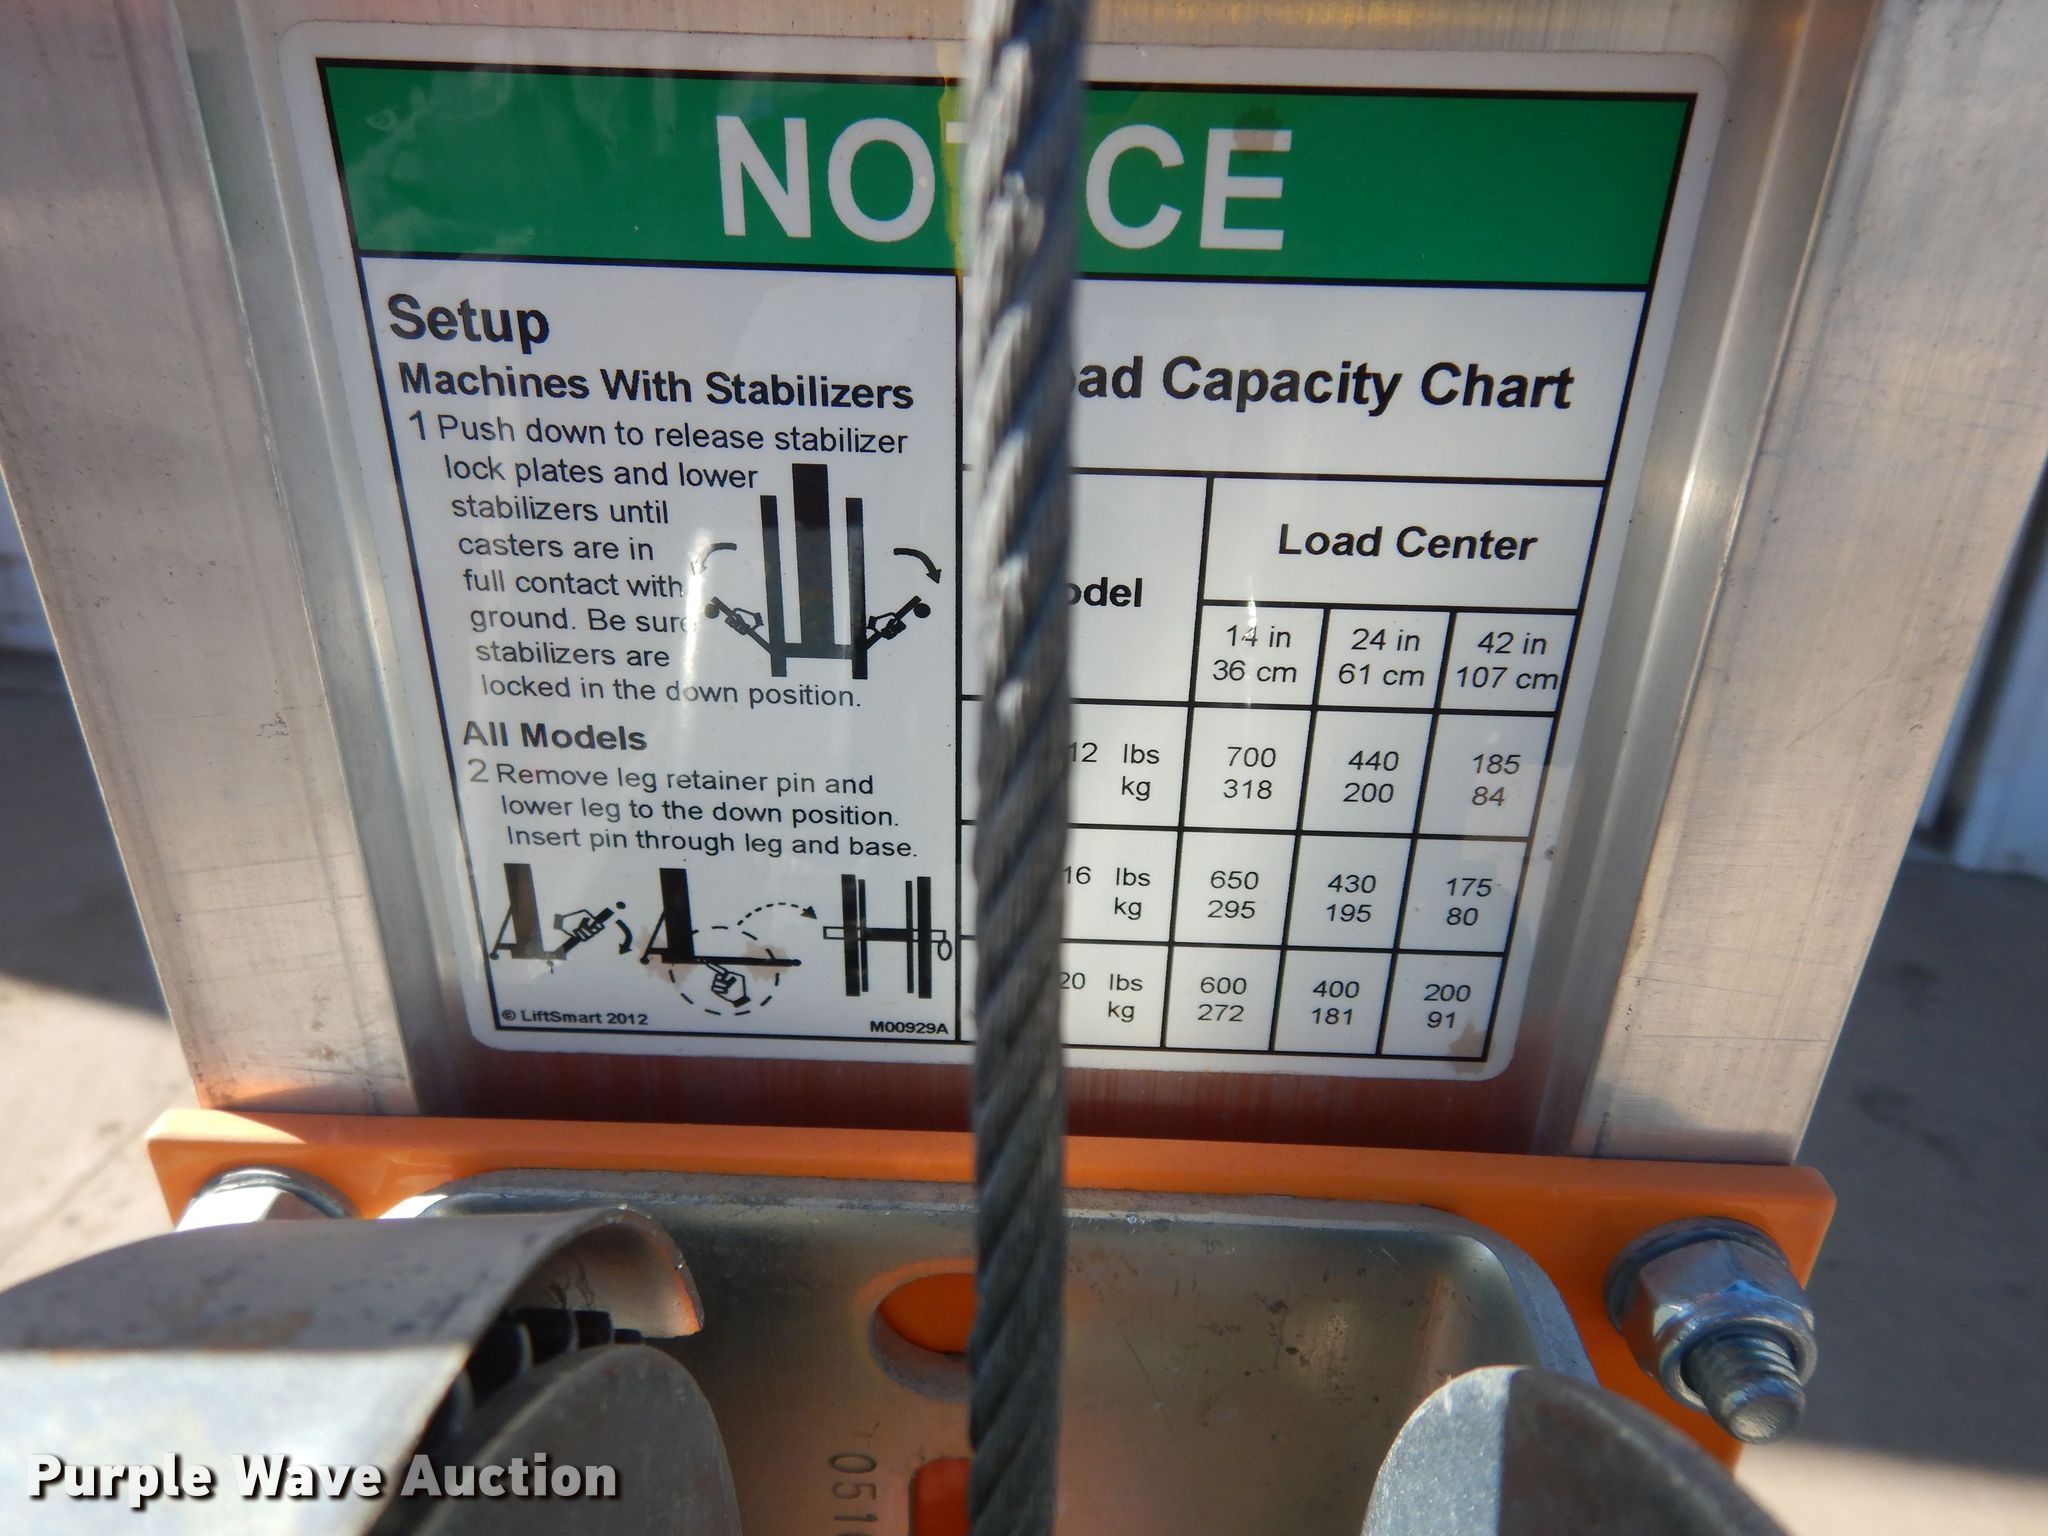 NOTICE
Setup
Machines With Stabilizers
1 Push down to release stabilizer
lock plates and lower
stabilizers until
casters are in
full contact with
ground. Be sure
stabilizers are
locked in the down position.
All Models
2 Remove leg retainer pin and
lower leg to the down position.
Insert pin through leg and base.
© LiftSmart 2012
M00929A
Load Capacity Chart
Model
Load Center
14 in 24 in 42 in
36 cm 61 cm 107 cm
12 lbs 700 440 185
kg 318 200 84
16 lbs 650 430 175
kg 295 195 80
20 lbs 600 400 200
kg 272 181 91
051
Purple Wave Auction